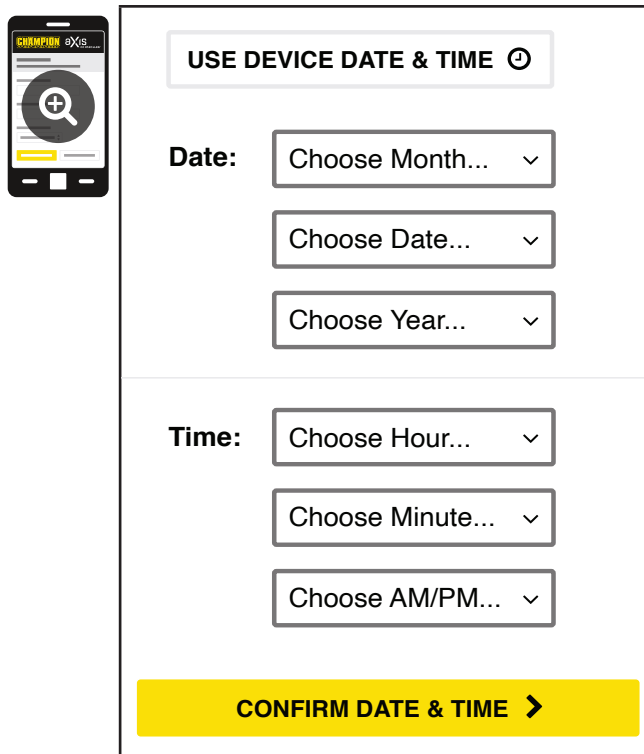 CHAMPION aXis
USE DEVICE DATE & TIME
Date:
Choose Month...
Choose Date...
Choose Year...
Time:
Choose Hour...
Choose Minute...
Choose AM/PM...
CONFIRM DATE & TIME